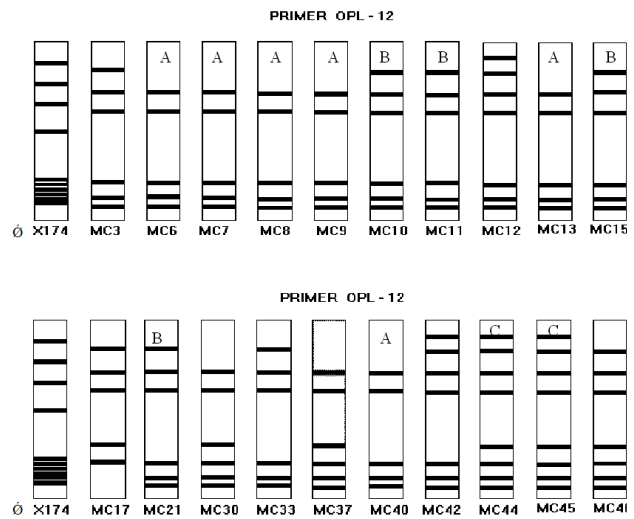 PRIMER OPL-12
A A A A B B A B
Ǿ X174 MC3 MC6 MC7 MC8 MC9 MC10 MC11 MC12 MC13 MC15
PRIMER OPL-12
B A C C
Ǿ X174 MC17 MC21 MC30 MC33 MC37 MC40 MC42 MC44 MC45 MC46